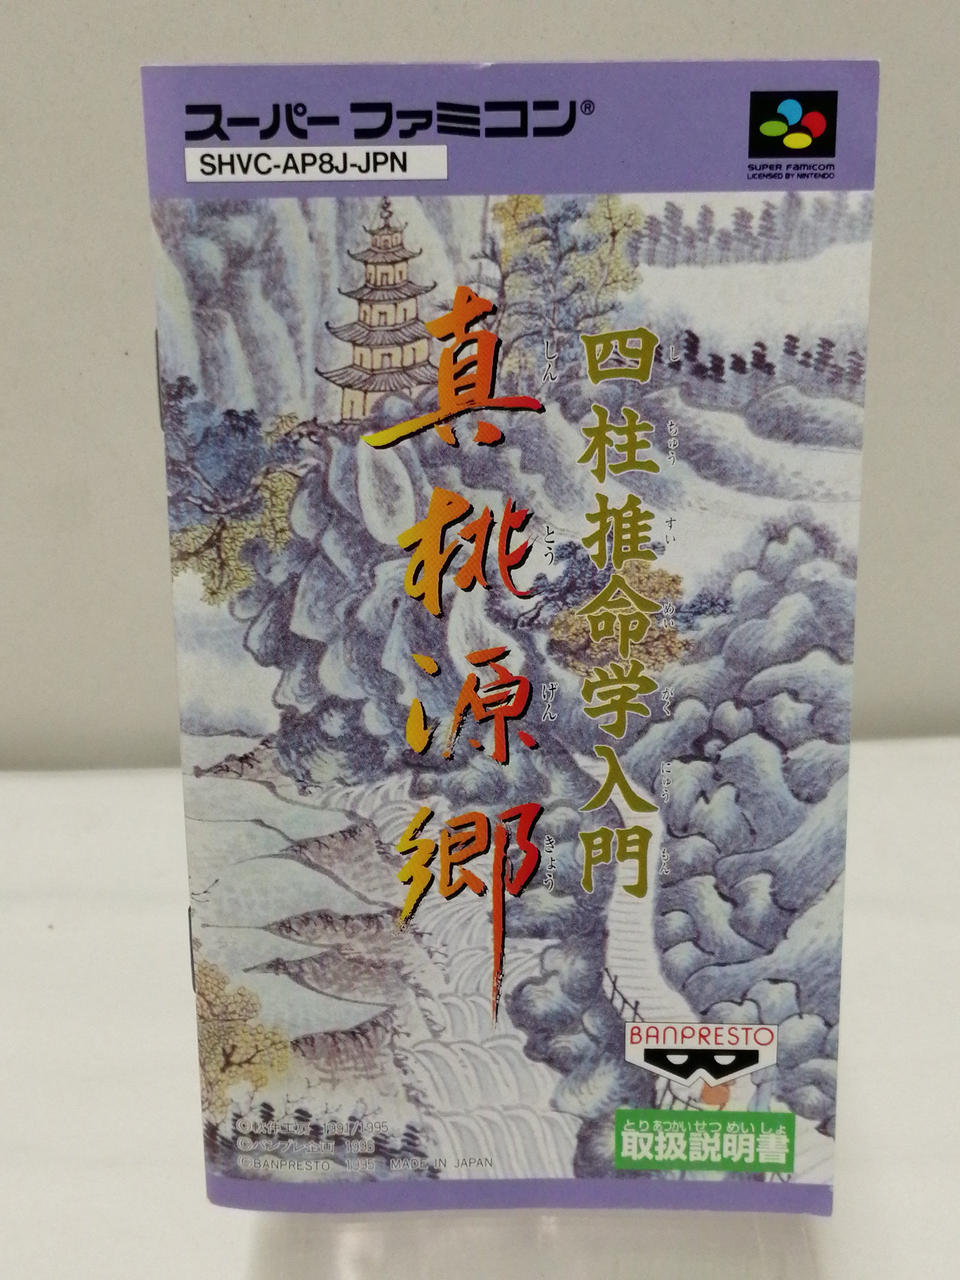 スーパーファミコン®
SHVC-AP8J-JPN
SUPER FAMICOM
LICENSED BY NINTENDO
四柱推命学入門
し ちゅう すい めい がく にゅう もん
真桃源郷
しん とう げん きょう
BANPRESTO
とりあつかいせつめいしょ
取扱説明書
1991/1995
©バンプレ企画 1995
©BANPRESTO 1995 MADE IN JAPAN